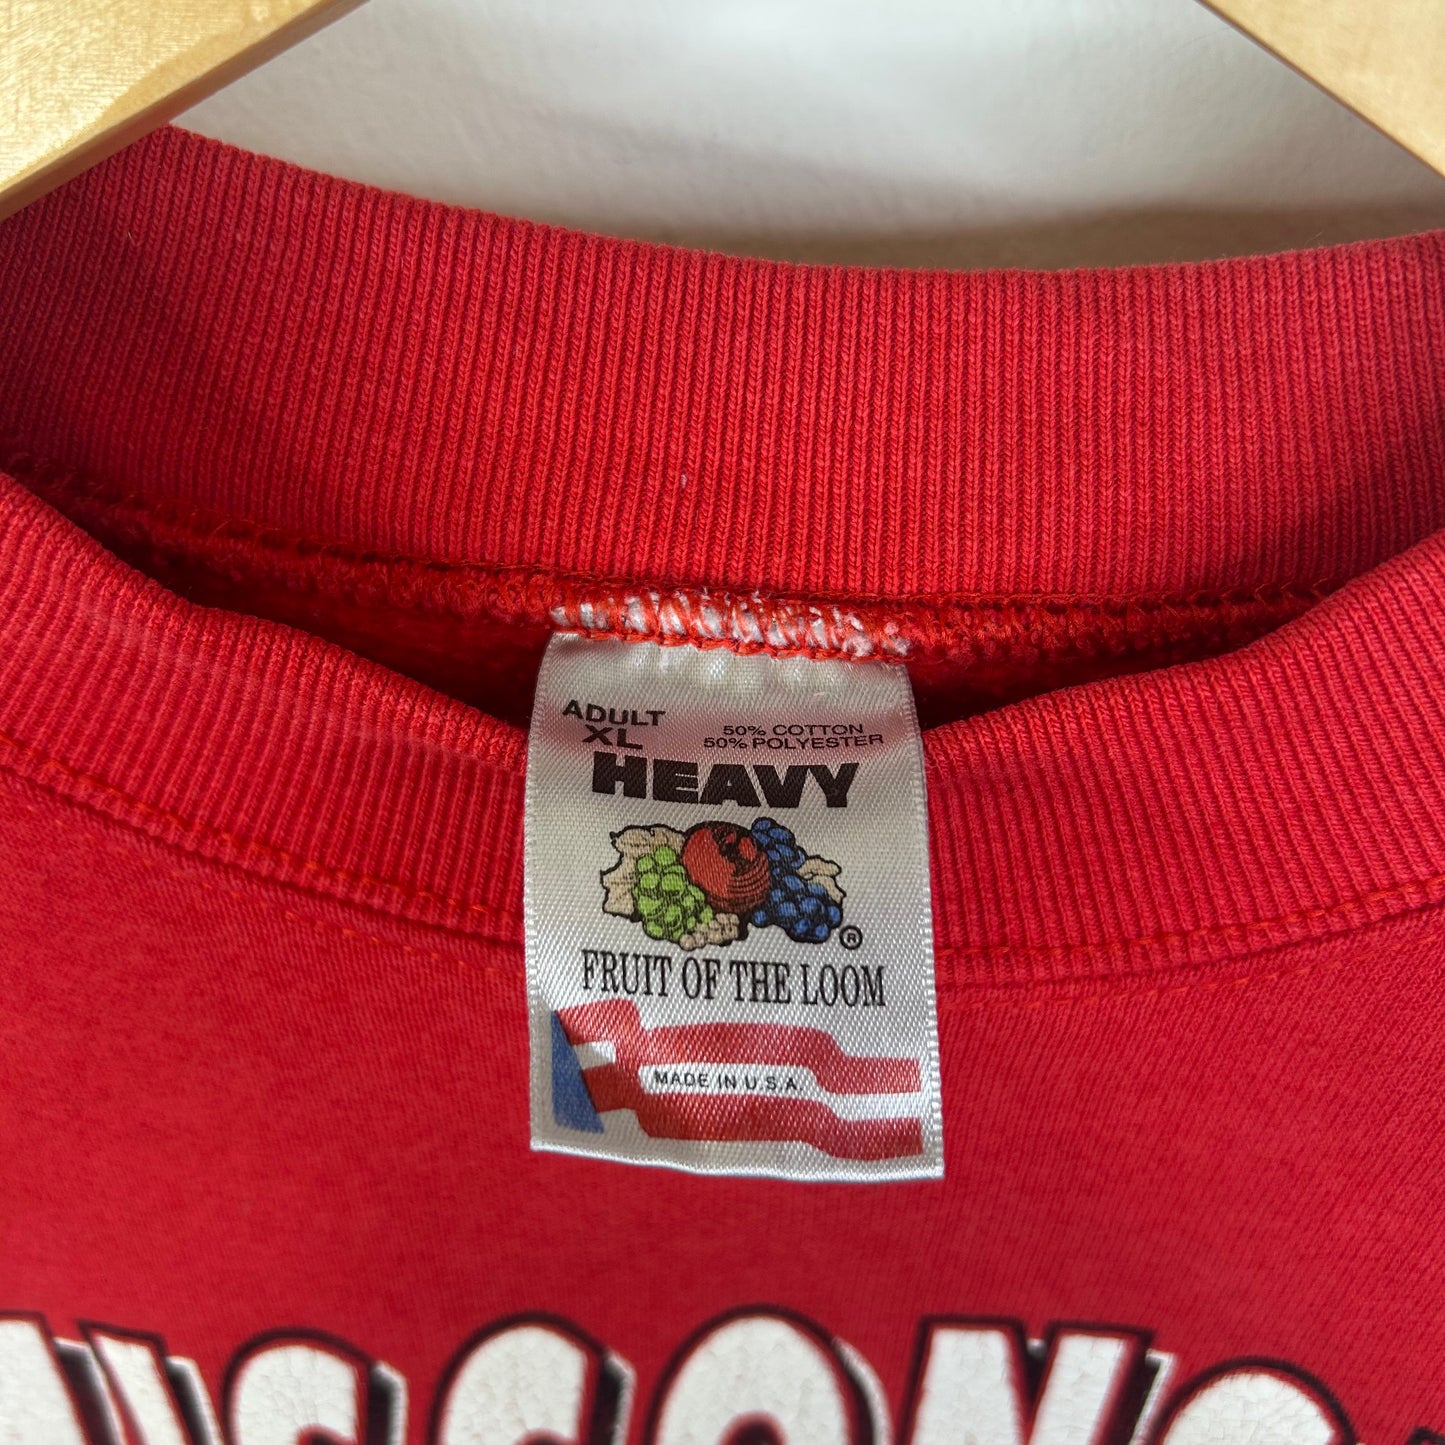 ADULT
XL
50% COTTON
50% POLYESTER
HEAVY
®
FRUIT OF THE LOOM
MADE IN U.S.A.